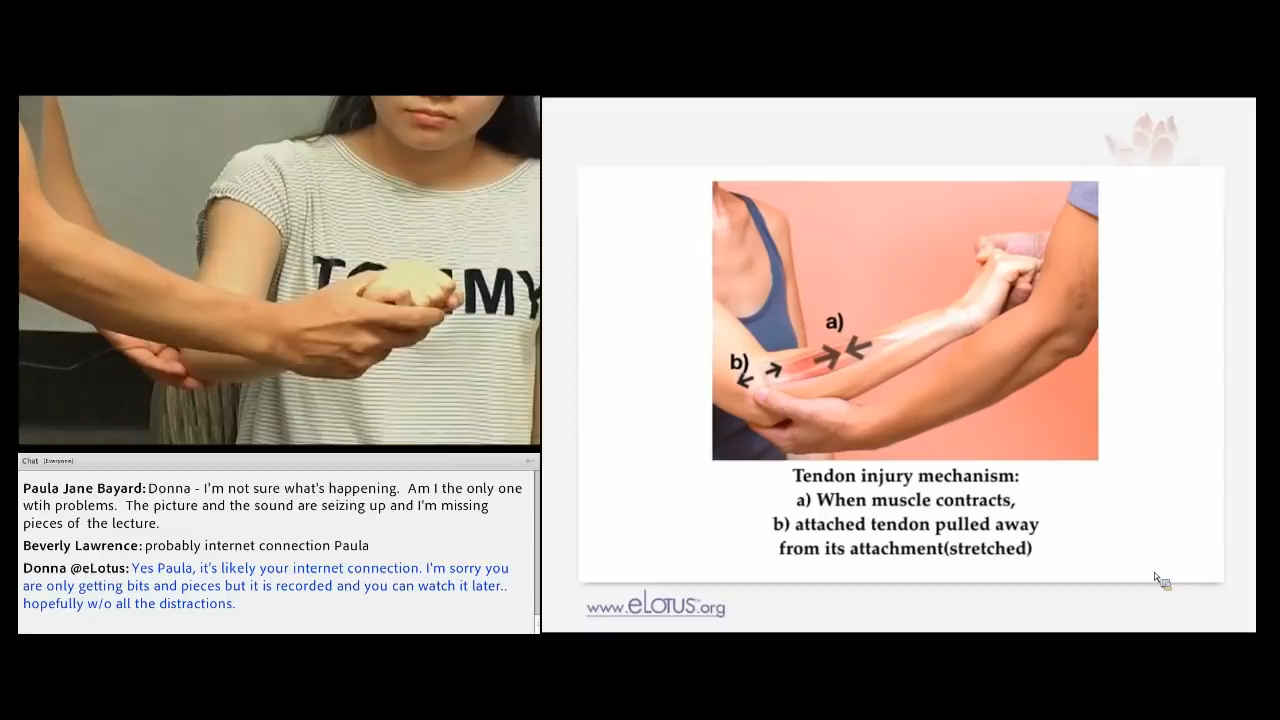 TOMMY
Chat (Everyone)
Paula Jane Bayard: Donna - I'm not sure what's happening. Am I the only one
wtih problems. The picture and the sound are seizing up and I'm missing
pieces of the lecture.
Beverly Lawrence: probably internet connection Paula
Donna @eLotus: Yes Paula, it's likely your internet connection. I'm sorry you
are only getting bits and pieces but it is recorded and you can watch it later..
hopefully w/o all the distractions.
a)
b)
Tendon injury mechanism:
a) When muscle contracts,
b) attached tendon pulled away
from its attachment(stretched)
www.eLOTUS.org